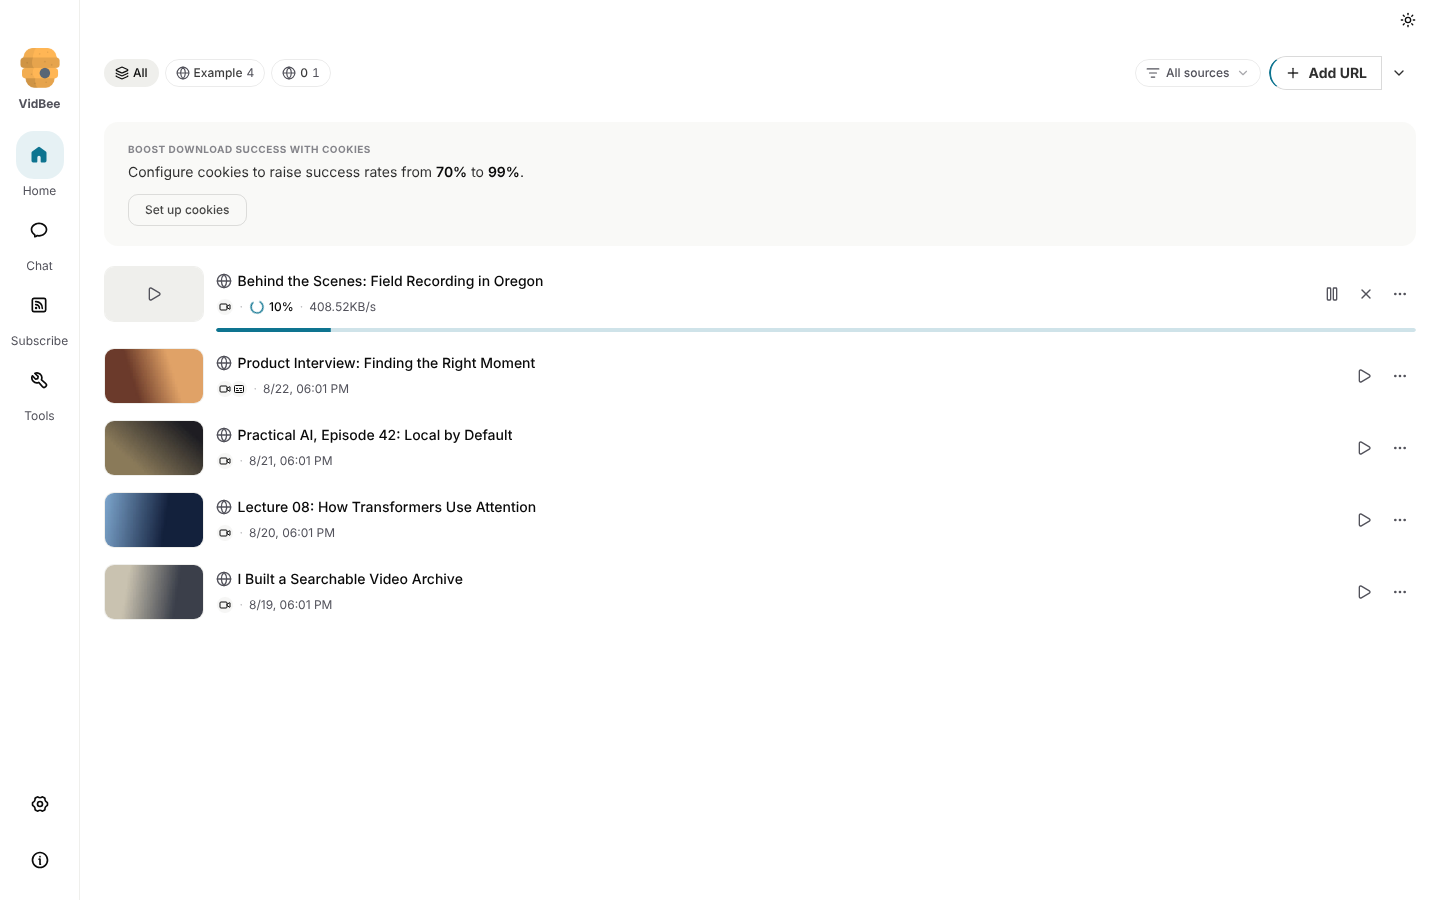 VidBee
Home
Chat
Subscribe
Tools
All
Example 4
0 1
All sources
Add URL
BOOST DOWNLOAD SUCCESS WITH COOKIES
Configure cookies to raise success rates from 70% to 99%.
Set up cookies
Behind the Scenes: Field Recording in Oregon
· 10% · 408.52KB/s
Product Interview: Finding the Right Moment
· 8/22, 06:01 PM
Practical AI, Episode 42: Local by Default
· 8/21, 06:01 PM
Lecture 08: How Transformers Use Attention
· 8/20, 06:01 PM
I Built a Searchable Video Archive
· 8/19, 06:01 PM